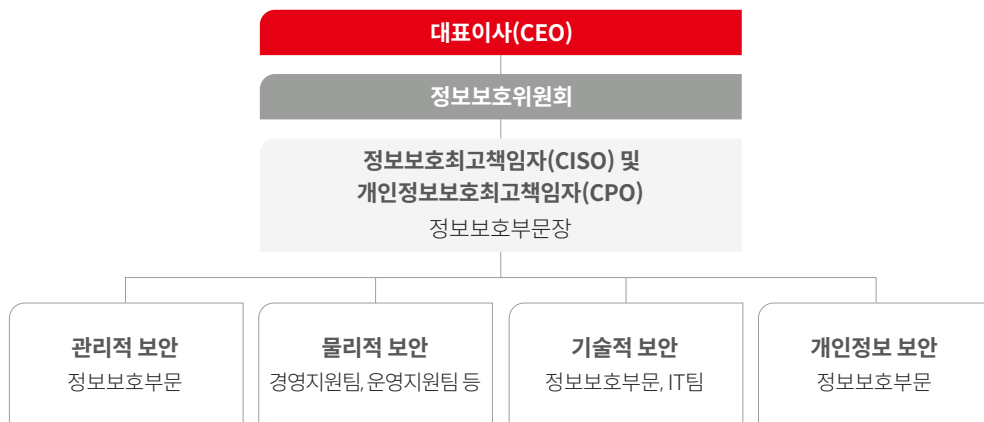 대표이사(CEO)
정보보호위원회
정보보호최고책임자(CISO) 및
개인정보보호최고책임자(CPO)
정보보호부문장
관리적 보안
정보보호부문
물리적 보안
경영지원팀, 운영지원팀 등
기술적 보안
정보보호부문, IT팀
개인정보 보안
정보보호부문